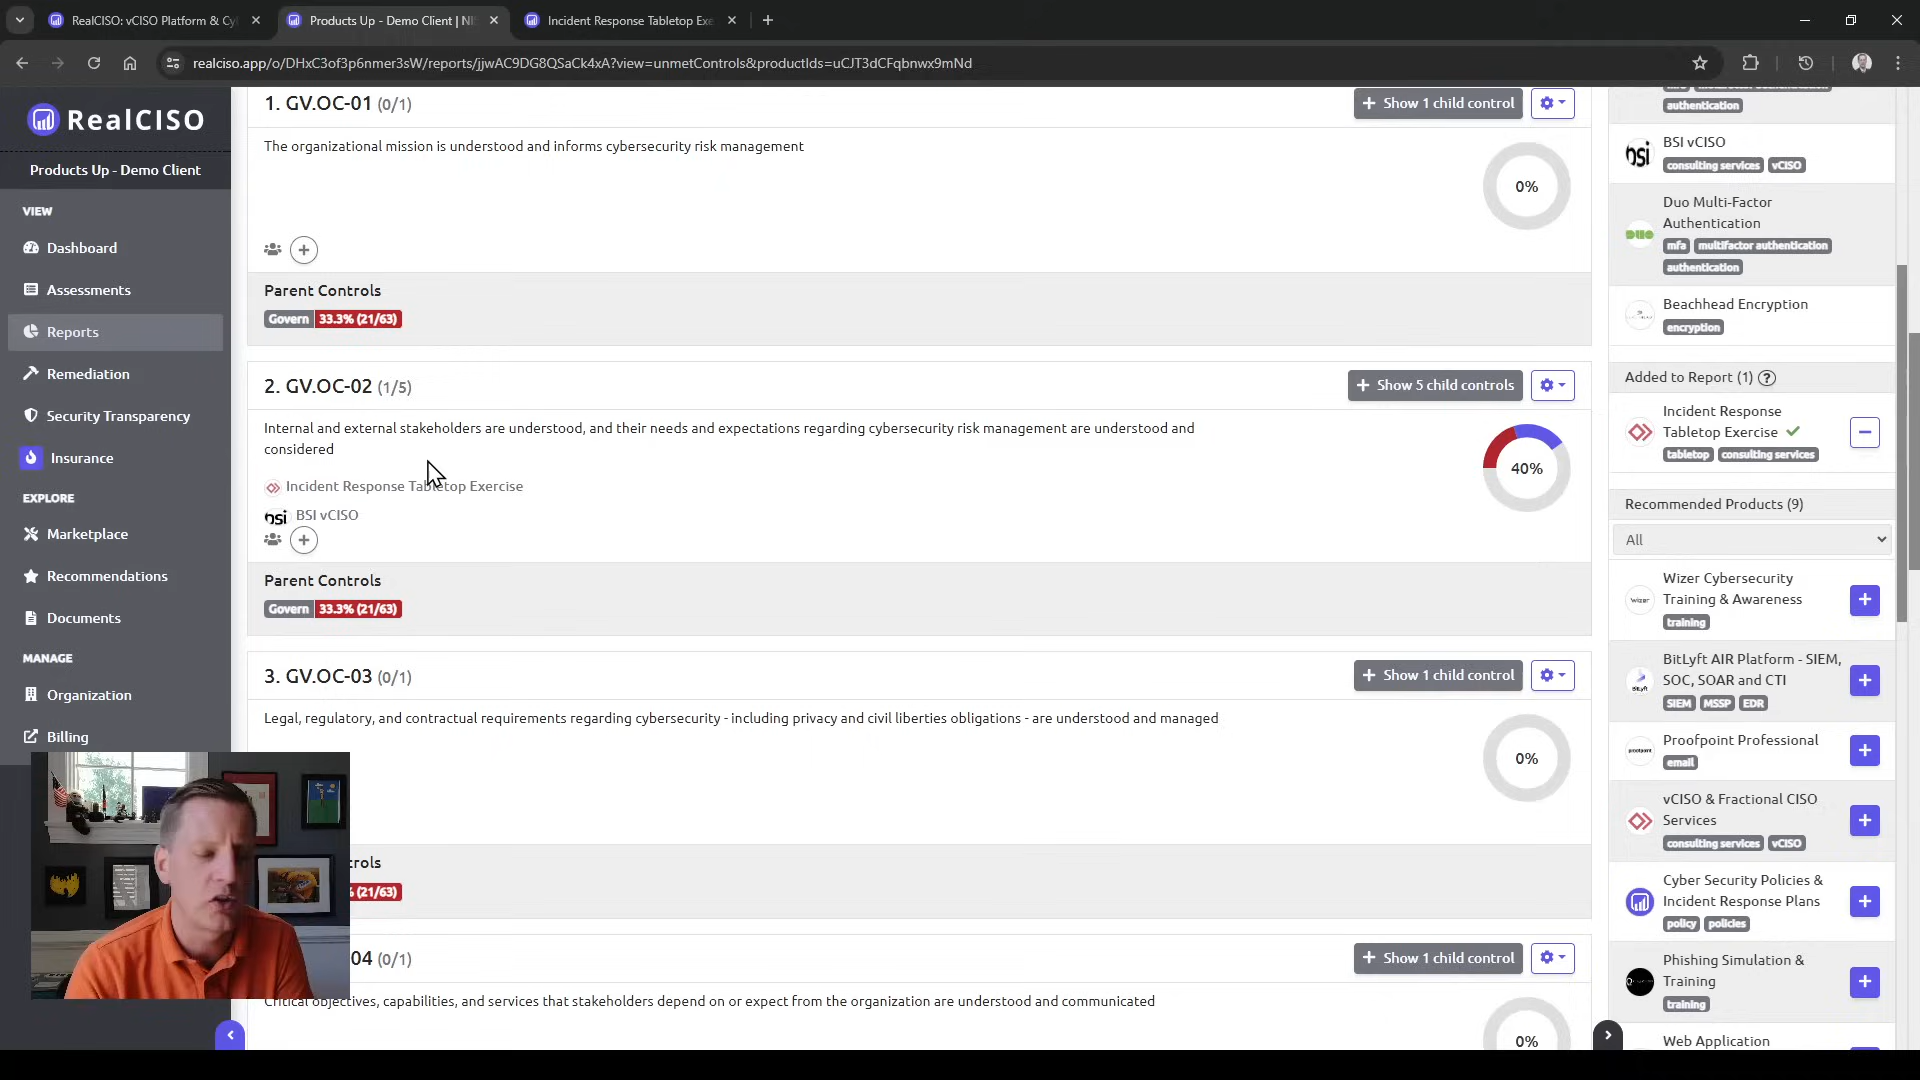 RealCISO: vCISO Platform & Cy
Products Up - Demo Client | NI
Incident Response Tabletop Exe
realciso.app/o/DHxC3of3p6nmer3sW/reports/jjwAC9DG8QSaCk4xA?view=unmetControls&productIds=uCJT3dCFqbnwx9mNd
RealCISO
Products Up - Demo Client
VIEW
Dashboard
Assessments
Reports
Remediation
Security Transparency
Insurance
EXPLORE
Marketplace
Recommendations
Documents
MANAGE
Organization
Billing
1. GV.OC-01 (0/1)
Show 1 child control
The organizational mission is understood and informs cybersecurity risk management
0%
Parent Controls
Govern 33.3% (21/63)
2. GV.OC-02 (1/5)
Show 5 child controls
Internal and external stakeholders are understood, and their needs and expectations regarding cybersecurity risk management are understood and
considered
40%
Incident Response Tabletop Exercise
bsi BSI vCISO
Parent Controls
Govern 33.3% (21/63)
3. GV.OC-03 (0/1)
Show 1 child control
Legal, regulatory, and contractual requirements regarding cybersecurity - including privacy and civil liberties obligations - are understood and managed
0%
trols
(21/63)
04 (0/1)
Show 1 child control
Critical objectives, capabilities, and services that stakeholders depend on or expect from the organization are understood and communicated
0%
authentication
bsi
BSI vCISO
consulting services vCISO
Duo Multi-Factor
Authentication
mfa multifactor authentication
authentication
Beachhead Encryption
encryption
Added to Report (1) ?
Incident Response
Tabletop Exercise
tabletop consulting services
Recommended Products (9)
All
Wizer Cybersecurity
Training & Awareness
training
BitLyft AIR Platform - SIEM,
SOC, SOAR and CTI
SIEM MSSP EDR
Proofpoint Professional
email
vCISO & Fractional CISO
Services
consulting services vCISO
Cyber Security Policies &
Incident Response Plans
policy policies
Phishing Simulation &
Training
training
Web Application